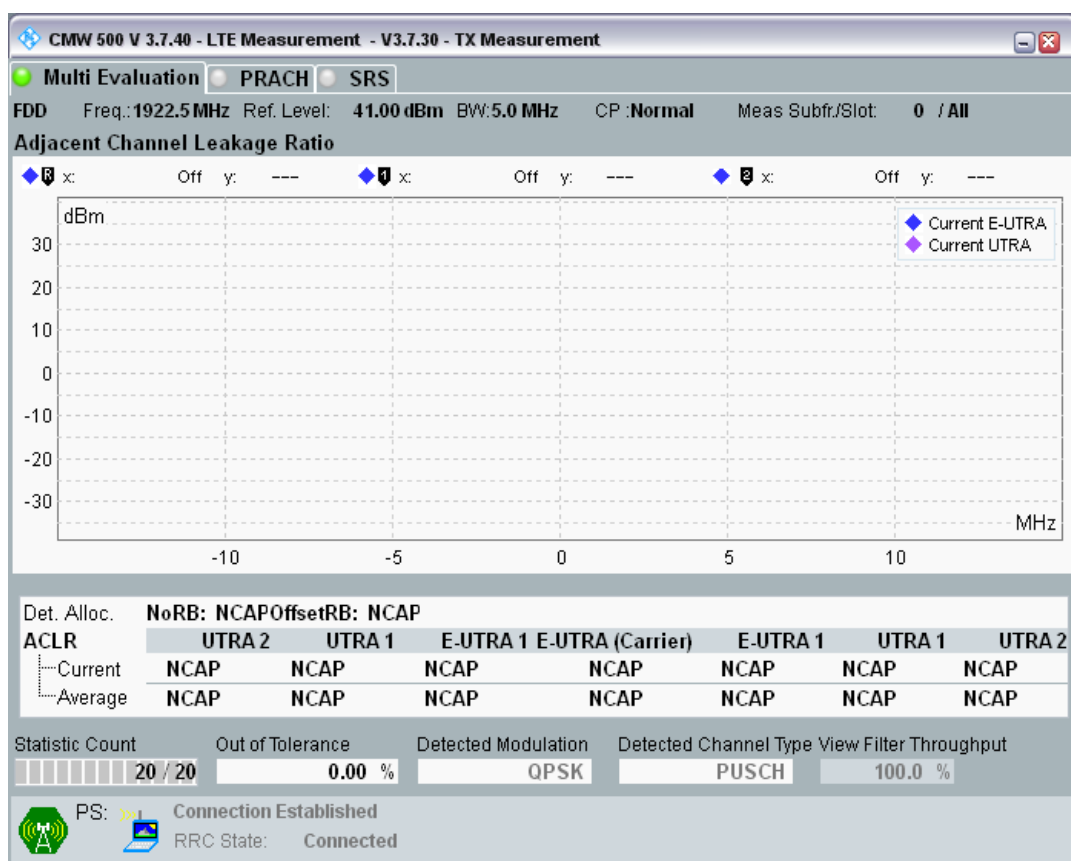 CMW 500 V 3.7.40 - LTE Measurement - V3.7.30 - TX Measurement
Multi Evaluation PRACH SRS
FDD Freq.: 1922.5 MHz Ref. Level: 41.00 dBm BW: 5.0 MHz CP : Normal Meas Subfr./Slot: 0 / All
Adjacent Channel Leakage Ratio
R x: Off y: --- 1 x: Off y: --- 2 x: Off y: ---
dBm
Current E-UTRA
Current UTRA
30
20
10
0
-10
-20
-30
MHz
-10 -5 0 5 10
Det. Alloc. NoRB: NCAPOffsetRB: NCAP
ACLR UTRA 2 UTRA 1 E-UTRA 1 E-UTRA (Carrier) E-UTRA 1 UTRA 1 UTRA 2
Current NCAP NCAP NCAP NCAP NCAP NCAP NCAP
Average NCAP NCAP NCAP NCAP NCAP NCAP NCAP
Statistic Count Out of Tolerance Detected Modulation Detected Channel Type View Filter Throughput
20 / 20 0.00 % QPSK PUSCH 100.0 %
PS: Connection Established
RRC State: Connected